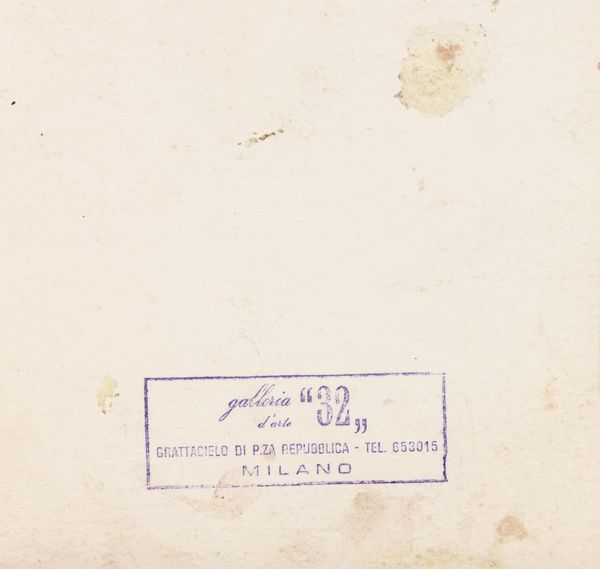 galleria "32„
d'arte
GRATTACIELO DI P.ZA REPUBBLICA - TEL. 653015
MILANO